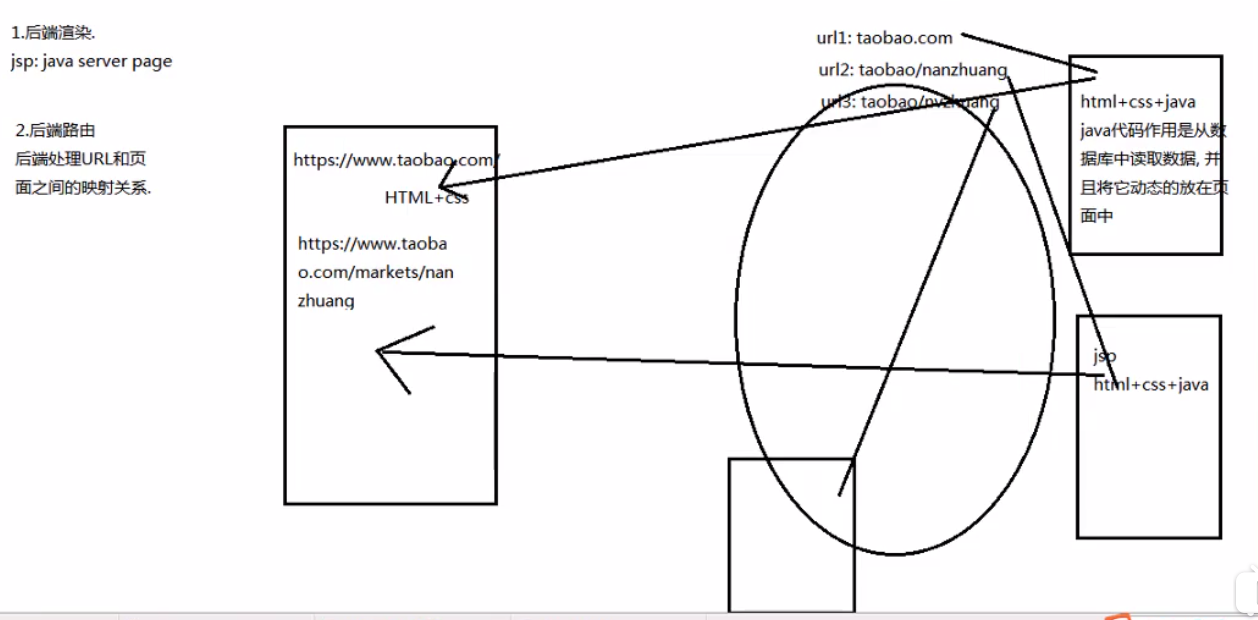 1.后端渲染.
jsp: java server page
2.后端路由
后端处理URL和页
面之间的映射关系.
https://www.taobao.com/
HTML+css
https://www.taoba
o.com/markets/nan
zhuang
url1: taobao.com
url2: taobao/nanzhuang
url3: taobao/nvzhuang
html+css+java
java代码作用是从数
据库中读取数据, 并
且将它动态的放在页
面中
jsp
html+css+java